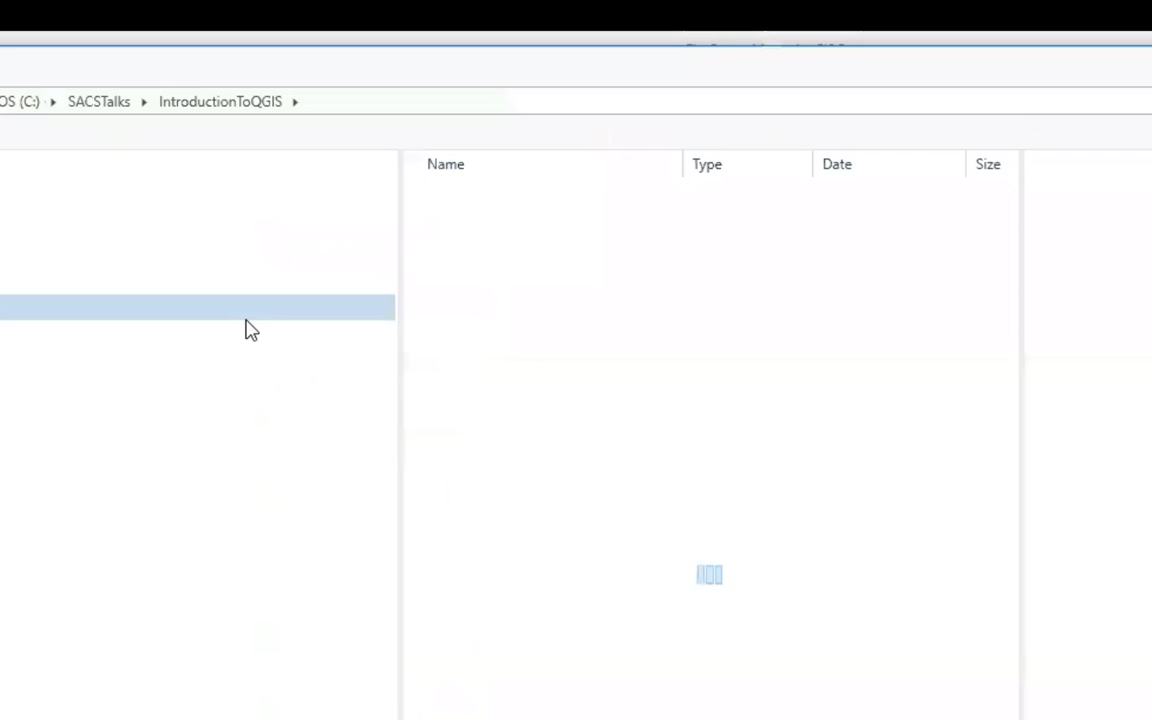 OS (C:) ▸ SACSTalks ▸ IntroductionToQGIS ▸
Name Type Date Size